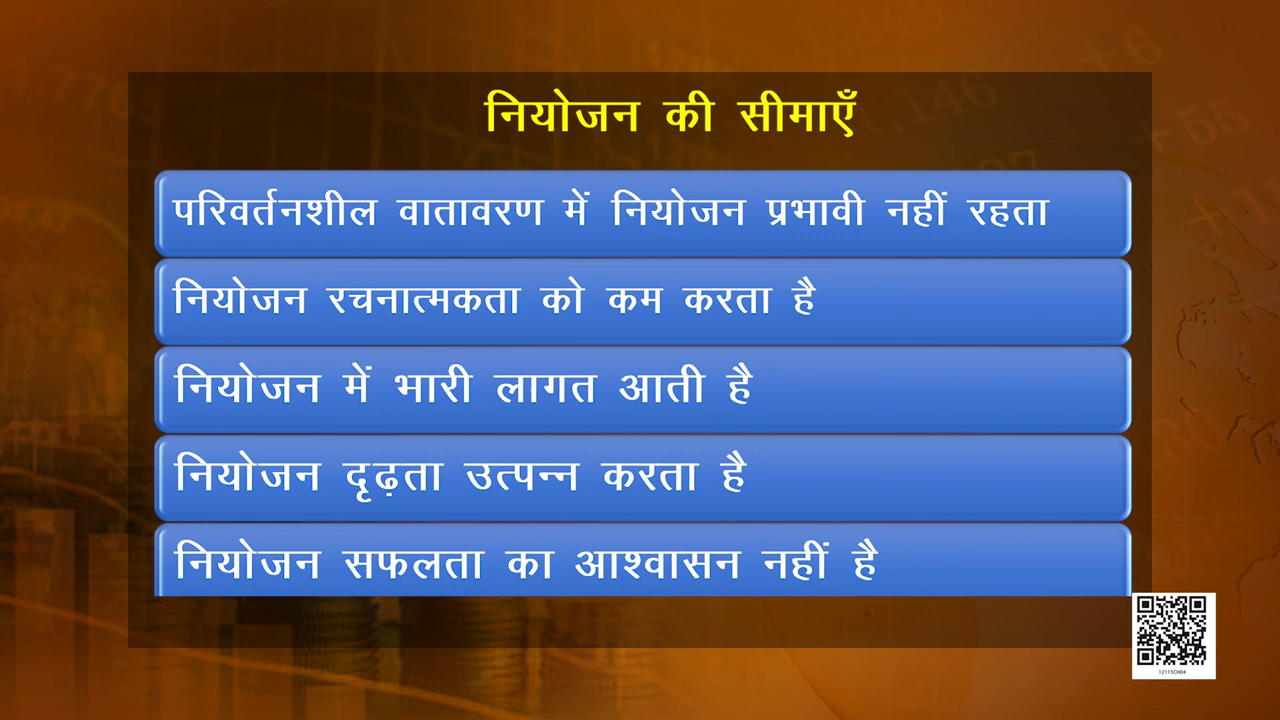 नियोजन की सीमाएँ
परिवर्तनशील वातावरण में नियोजन प्रभावी नहीं रहता
नियोजन रचनात्मकता को कम करता है
नियोजन में भारी लागत आती है
नियोजन दृढ़ता उत्पन्न करता है
नियोजन सफलता का आश्वासन नहीं है
12115CH04